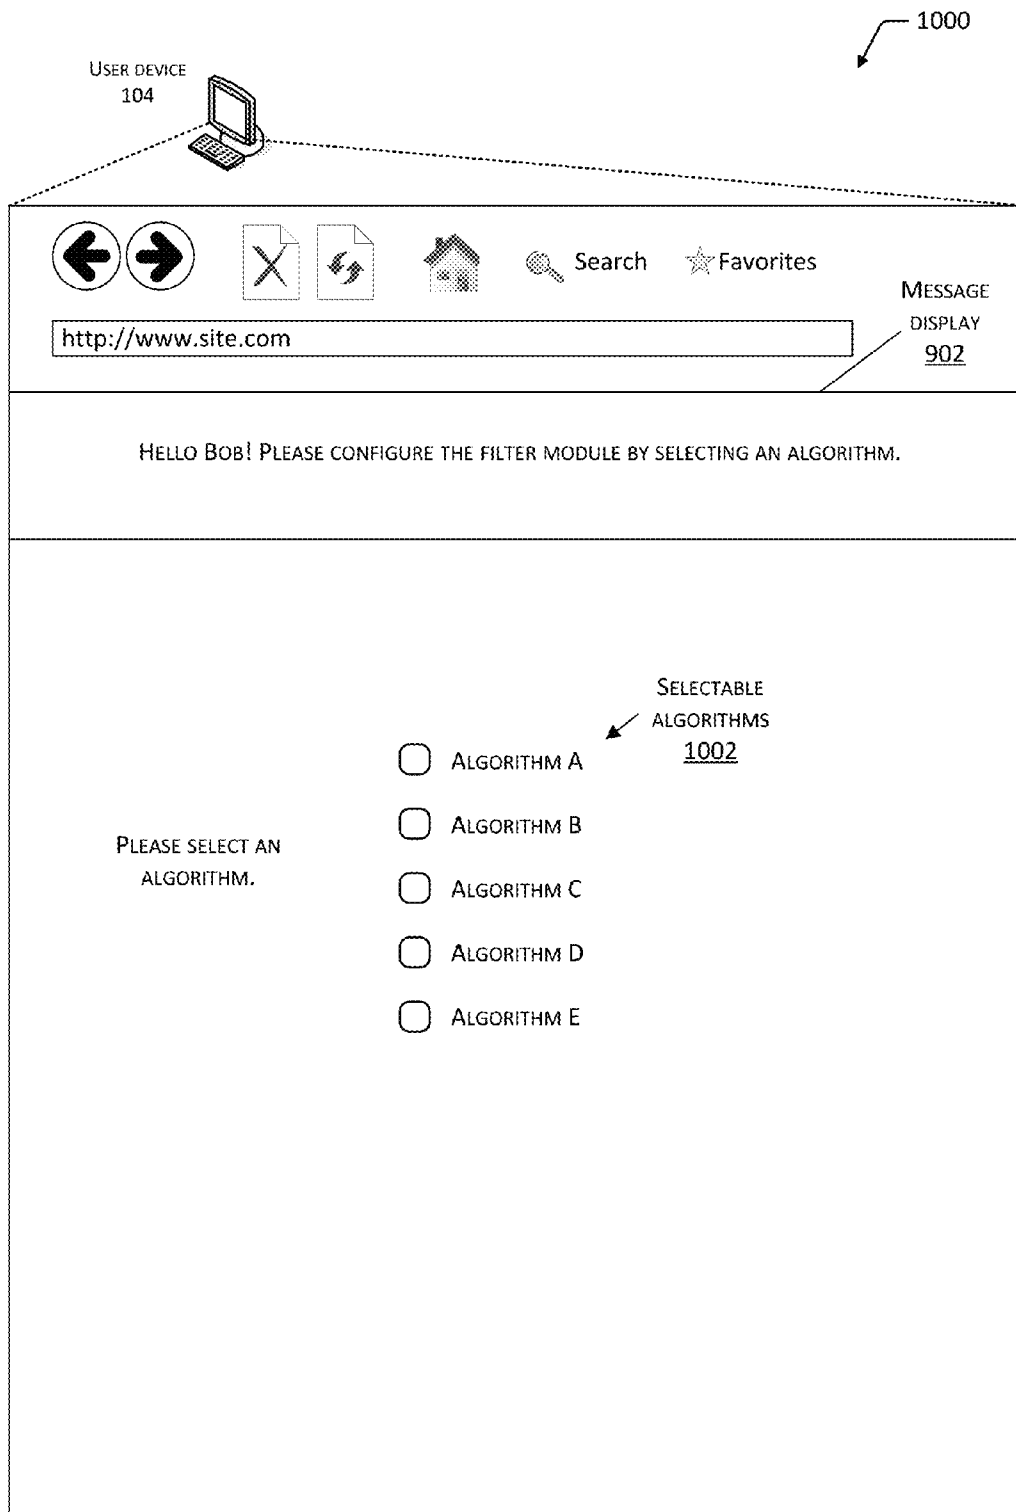 1000
User device
104
Search
Favorites
Message
display
902
http://www.site.com
Hello Bob! Please configure the filter module by selecting an algorithm.
Selectable
algorithms
1002
Algorithm A
Algorithm B
Please select an
algorithm.
Algorithm C
Algorithm D
Algorithm E